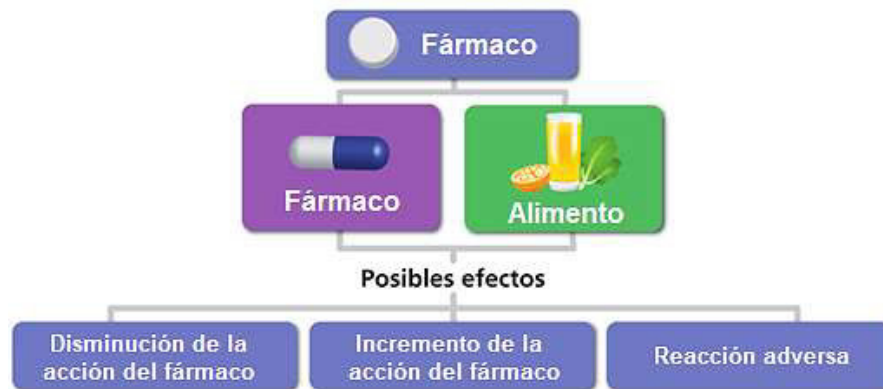 Fármaco
Fármaco
Alimento
Posibles efectos
Disminución de la
acción del fármaco
Incremento de la
acción del fármaco
Reacción adversa